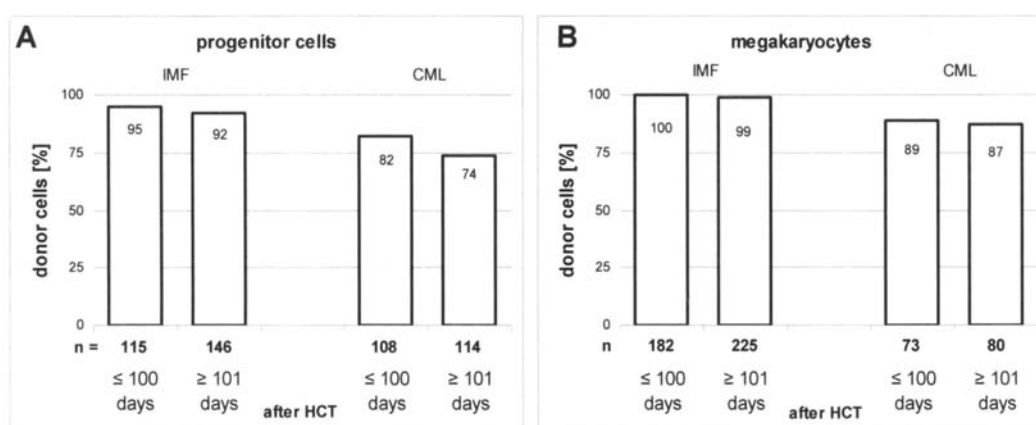 A
progenitor cells
IMF CML
donor cells [%]
100
75
50
25
0
95 92 82 74
n = 115 146 108 114
≤ 100 ≥ 101 ≤ 100 ≥ 101
days days days days
after HCT
B
megakaryocytes
IMF CML
donor cells [%]
100
75
50
25
0
100 99 89 87
n 182 225 73 80
≤ 100 ≥ 101 ≤ 100 ≥ 101
days days days days
after HCT